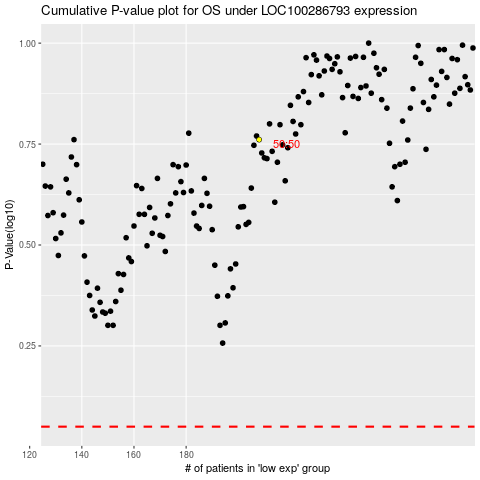 Cumulative P-value plot for OS under LOC100286793 expression
1.00
0.75
0.50
0.25
P-Value(log10)
50:50
120 140 160 180
# of patients in 'low exp' group